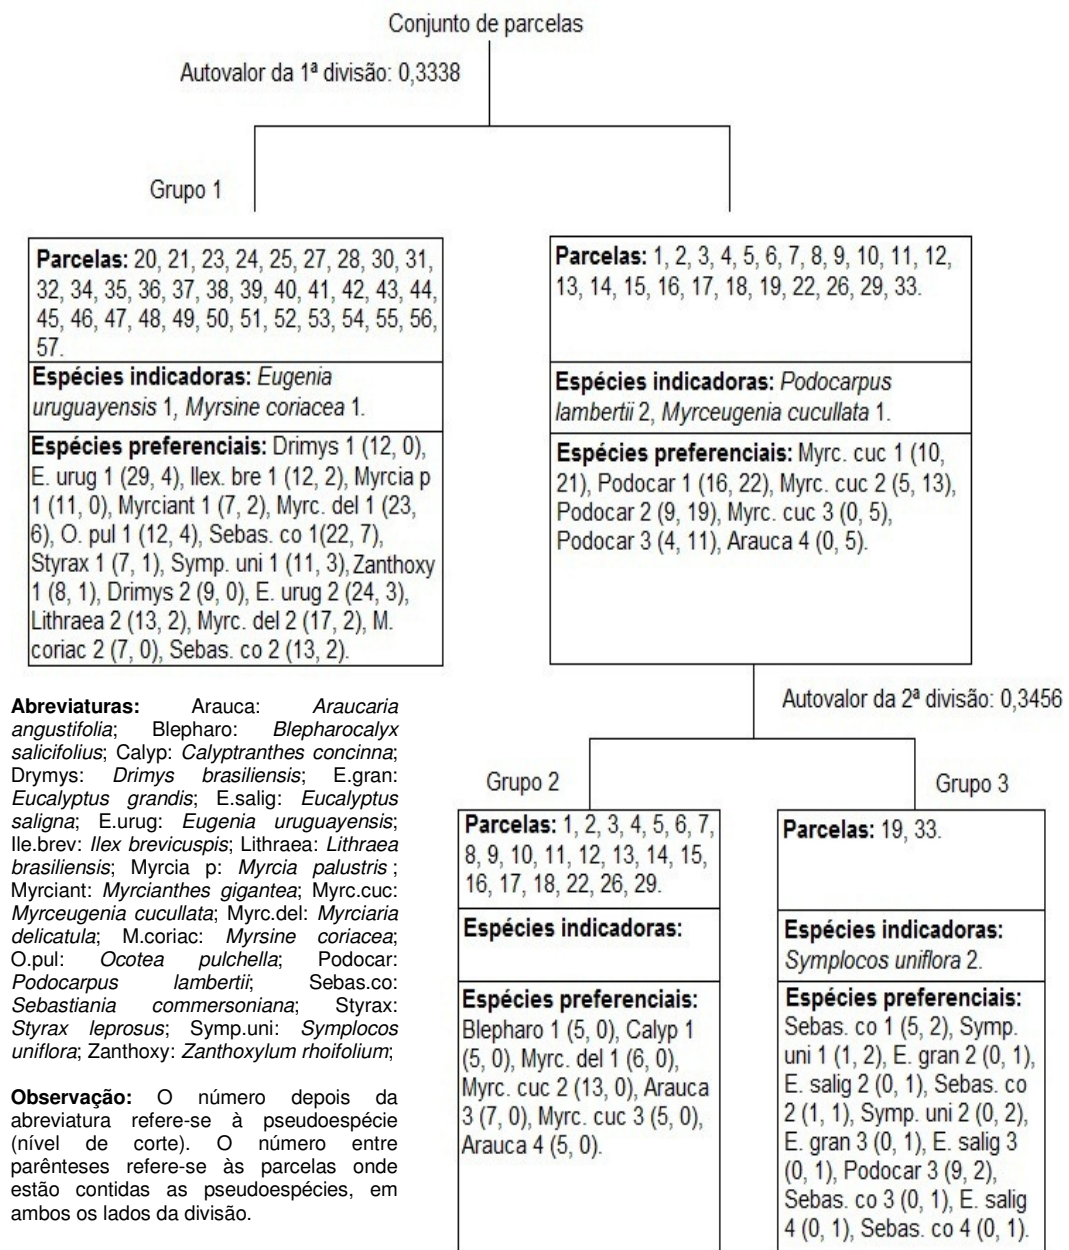 Conjunto de parcelas
Autovalor da 1ª divisão: 0,3338
Grupo 1
Parcelas: 20, 21, 23, 24, 25, 27, 28, 30, 31,
32, 34, 35, 36, 37, 38, 39, 40, 41, 42, 43, 44,
45, 46, 47, 48, 49, 50, 51, 52, 53, 54, 55, 56,
57.
Espécies indicadoras: Eugenia
uruguayensis 1, Myrsine coriacea 1.
Espécies preferenciais: Drimys 1 (12, 0),
E. urug 1 (29, 4), Ilex. bre 1 (12, 2), Myrcia p
1 (11, 0), Myrciant 1 (7, 2), Myrc. del 1 (23,
6), O. pul 1 (12, 4), Sebas. co 1(22, 7),
Styrax 1 (7, 1), Symp. uni 1 (11, 3), Zanthoxy
1 (8, 1), Drimys 2 (9, 0), E. urug 2 (24, 3),
Lithraea 2 (13, 2), Myrc. del 2 (17, 2), M.
coriac 2 (7, 0), Sebas. co 2 (13, 2).
Parcelas: 1, 2, 3, 4, 5, 6, 7, 8, 9, 10, 11, 12,
13, 14, 15, 16, 17, 18, 19, 22, 26, 29, 33.
Espécies indicadoras: Podocarpus
lambertii 2, Myrceugenia cucullata 1.
Espécies preferenciais: Myrc. cuc 1 (10,
21), Podocar 1 (16, 22), Myrc. cuc 2 (5, 13),
Podocar 2 (9, 19), Myrc. cuc 3 (0, 5),
Podocar 3 (4, 11), Arauca 4 (0, 5).
Autovalor da 2ª divisão: 0,3456
Grupo 2
Parcelas: 1, 2, 3, 4, 5, 6, 7,
8, 9, 10, 11, 12, 13, 14, 15,
16, 17, 18, 22, 26, 29.
Espécies indicadoras:
Espécies preferenciais:
Blepharo 1 (5, 0), Calyp 1
(5, 0), Myrc. del 1 (6, 0),
Myrc. cuc 2 (13, 0), Arauca
3 (7, 0), Myrc. cuc 3 (5, 0),
Arauca 4 (5, 0).
Grupo 3
Parcelas: 19, 33.
Espécies indicadoras:
Symplocos uniflora 2.
Espécies preferenciais:
Sebas. co 1 (5, 2), Symp.
uni 1 (1, 2), E. gran 2 (0, 1),
E. salig 2 (0, 1), Sebas. co
2 (1, 1), Symp. uni 2 (0, 2),
E. gran 3 (0, 1), E. salig 3
(0, 1), Podocar 3 (9, 2),
Sebas. co 3 (0, 1), E. salig
4 (0, 1), Sebas. co 4 (0, 1).
Abreviaturas: Arauca: Araucaria
angustifolia; Blepharo: Blepharocalyx
salicifolius; Calyp: Calyptranthes concinna;
Drymys: Drimys brasiliensis; E.gran:
Eucalyptus grandis; E.salig: Eucalyptus
saligna; E.urug: Eugenia uruguayensis;
Ile.brev: Ilex brevicuspis; Lithraea: Lithraea
brasiliensis; Myrcia p: Myrcia palustris ;
Myrciant: Myrcianthes gigantea; Myrc.cuc:
Myrceugenia cucullata; Myrc.del: Myrciaria
delicatula; M.coriac: Myrsine coriacea;
O.pul: Ocotea pulchella; Podocar:
Podocarpus lambertii; Sebas.co:
Sebastiania commersoniana; Styrax:
Styrax leprosus; Symp.uni: Symplocos
uniflora; Zanthoxy: Zanthoxylum rhoifolium;
Observação: O número depois da
abreviatura refere-se à pseudoespécie
(nível de corte). O número entre
parênteses refere-se às parcelas onde
estão contidas as pseudoespécies, em
ambos os lados da divisão.